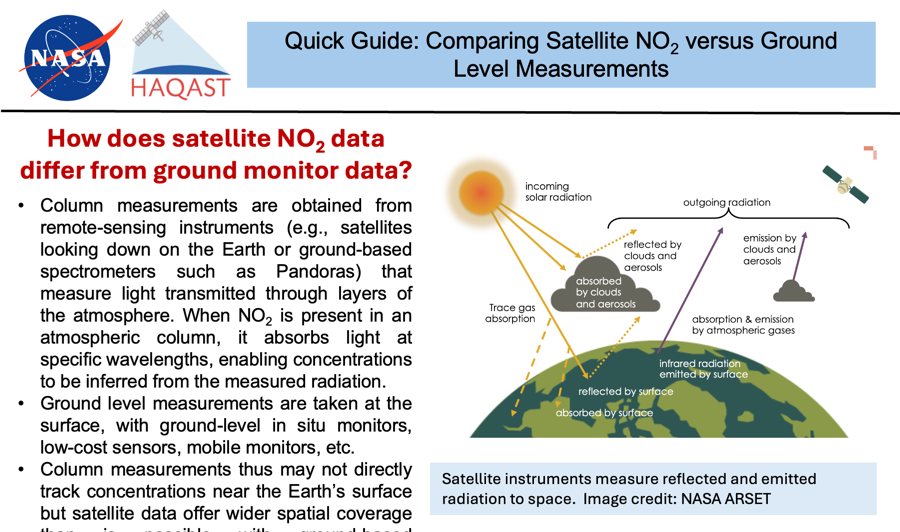 NASA
HAQAST
Quick Guide: Comparing Satellite NO₂ versus Ground
Level Measurements
How does satellite NO₂ data
differ from ground monitor data?
• Column measurements are obtained from
remote-sensing instruments (e.g., satellites
looking down on the Earth or ground-based
spectrometers such as Pandoras) that
measure light transmitted through layers of
the atmosphere. When NO₂ is present in an
atmospheric column, it absorbs light at
specific wavelengths, enabling concentrations
to be inferred from the measured radiation.
• Ground level measurements are taken at the
surface, with ground-level in situ monitors,
low-cost sensors, mobile monitors, etc.
• Column measurements thus may not directly
track concentrations near the Earth's surface
but satellite data offer wider spatial coverage
than is possible with ground-based
incoming
solar radiation
outgoing radiation
reflected by
clouds and
aerosols
emission by
clouds and
aerosols
absorbed
by clouds
and aerosols
Trace gas
absorption
absorption & emission
by atmospheric gases
infrared radiation
emitted by surface
reflected by surface
absorbed by surface
Satellite instruments measure reflected and emitted
radiation to space. Image credit: NASA ARSET